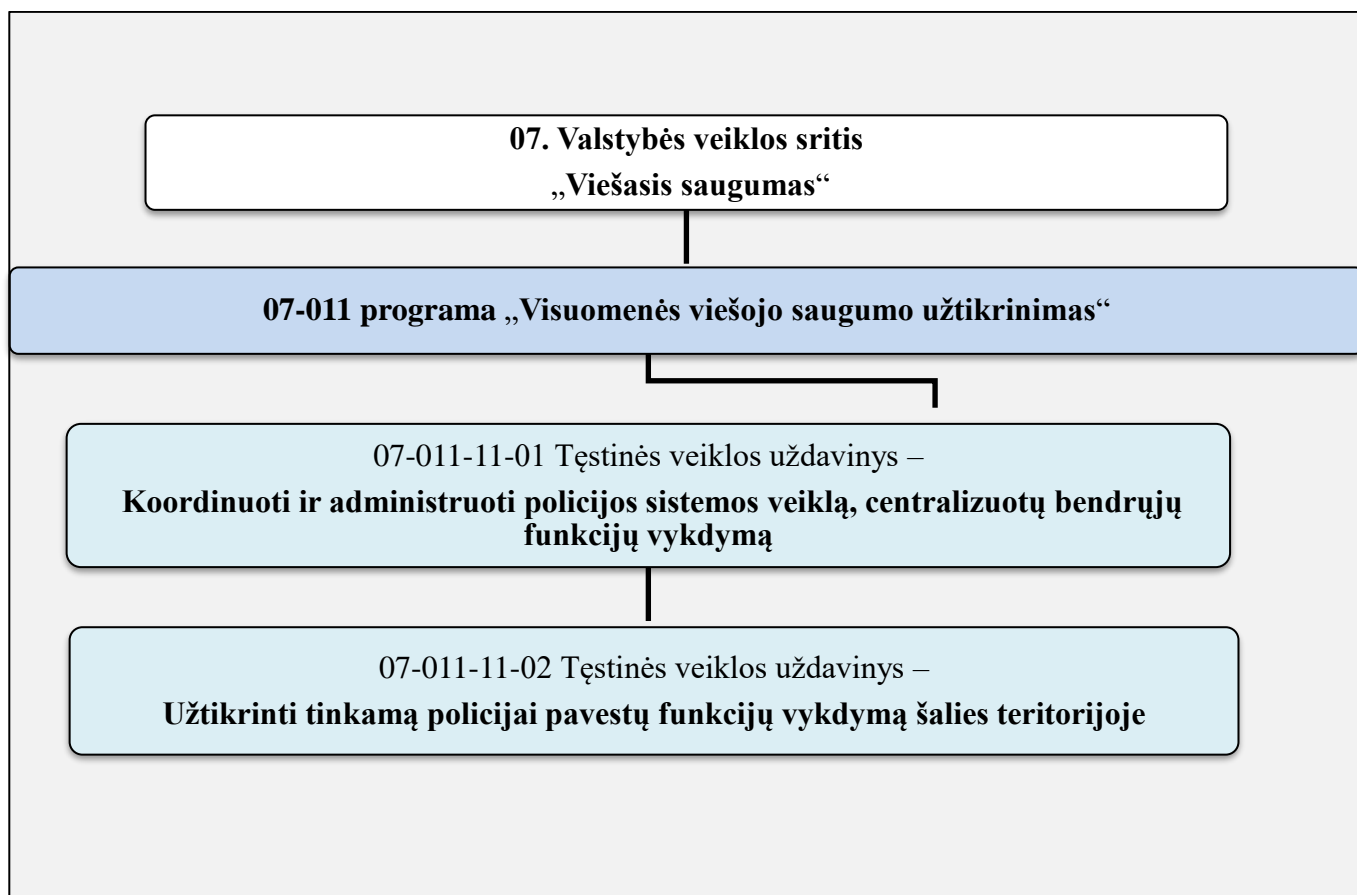 07. Valstybės veiklos sritis
„Viešasis saugumas“
07-011 programa „Visuomenės viešojo saugumo užtikrinimas“
07-011-11-01 Tęstinės veiklos uždavinys –
Koordinuoti ir administruoti policijos sistemos veiklą, centralizuotų bendrųjų
funkcijų vykdymą
07-011-11-02 Tęstinės veiklos uždavinys –
Užtikrinti tinkamą policijai pavestų funkcijų vykdymą šalies teritorijoje